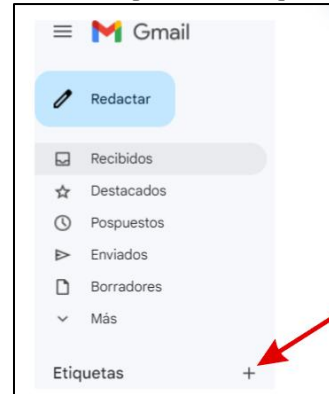 Gmail
Redactar
Recibidos
Destacados
Pospuestos
Enviados
Borradores
Más
Etiquetas +